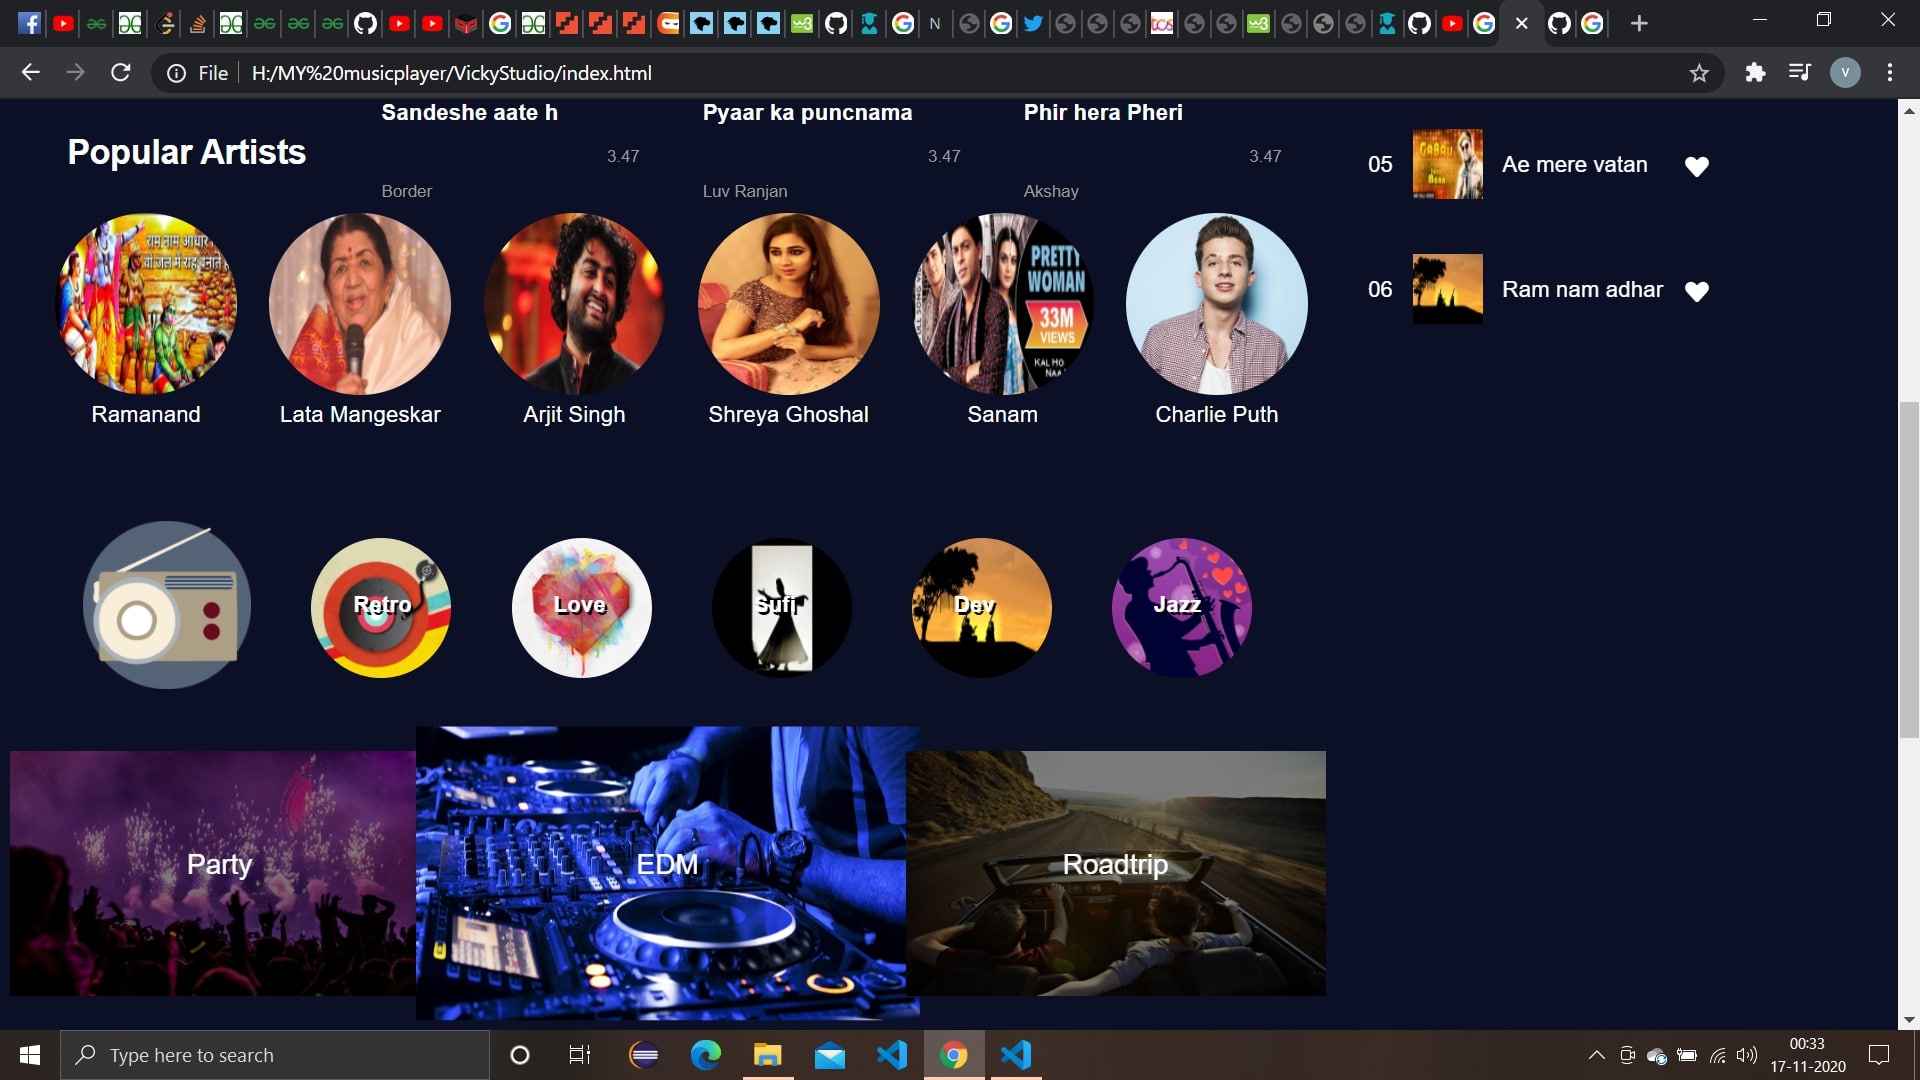 File
H:/MY%20musicplayer/VickyStudio/index.html
V
Sandeshe aate h
Pyaar ka puncnama
Phir hera Pheri
Popular Artists
3.47
3.47
3.47
Border
Luv Ranjan
Akshay
05
Ae mere vatan
06
Ram nam adhar
PRETTY
WOMAN
33M
VIEWS
KAL HO
NAA
Ramanand
Lata Mangeskar
Arjit Singh
Shreya Ghoshal
Sanam
Charlie Puth
Retro
Love
Sufi
Dev
Jazz
Party
EDM
Roadtrip
Type here to search
00:33
17-11-2020